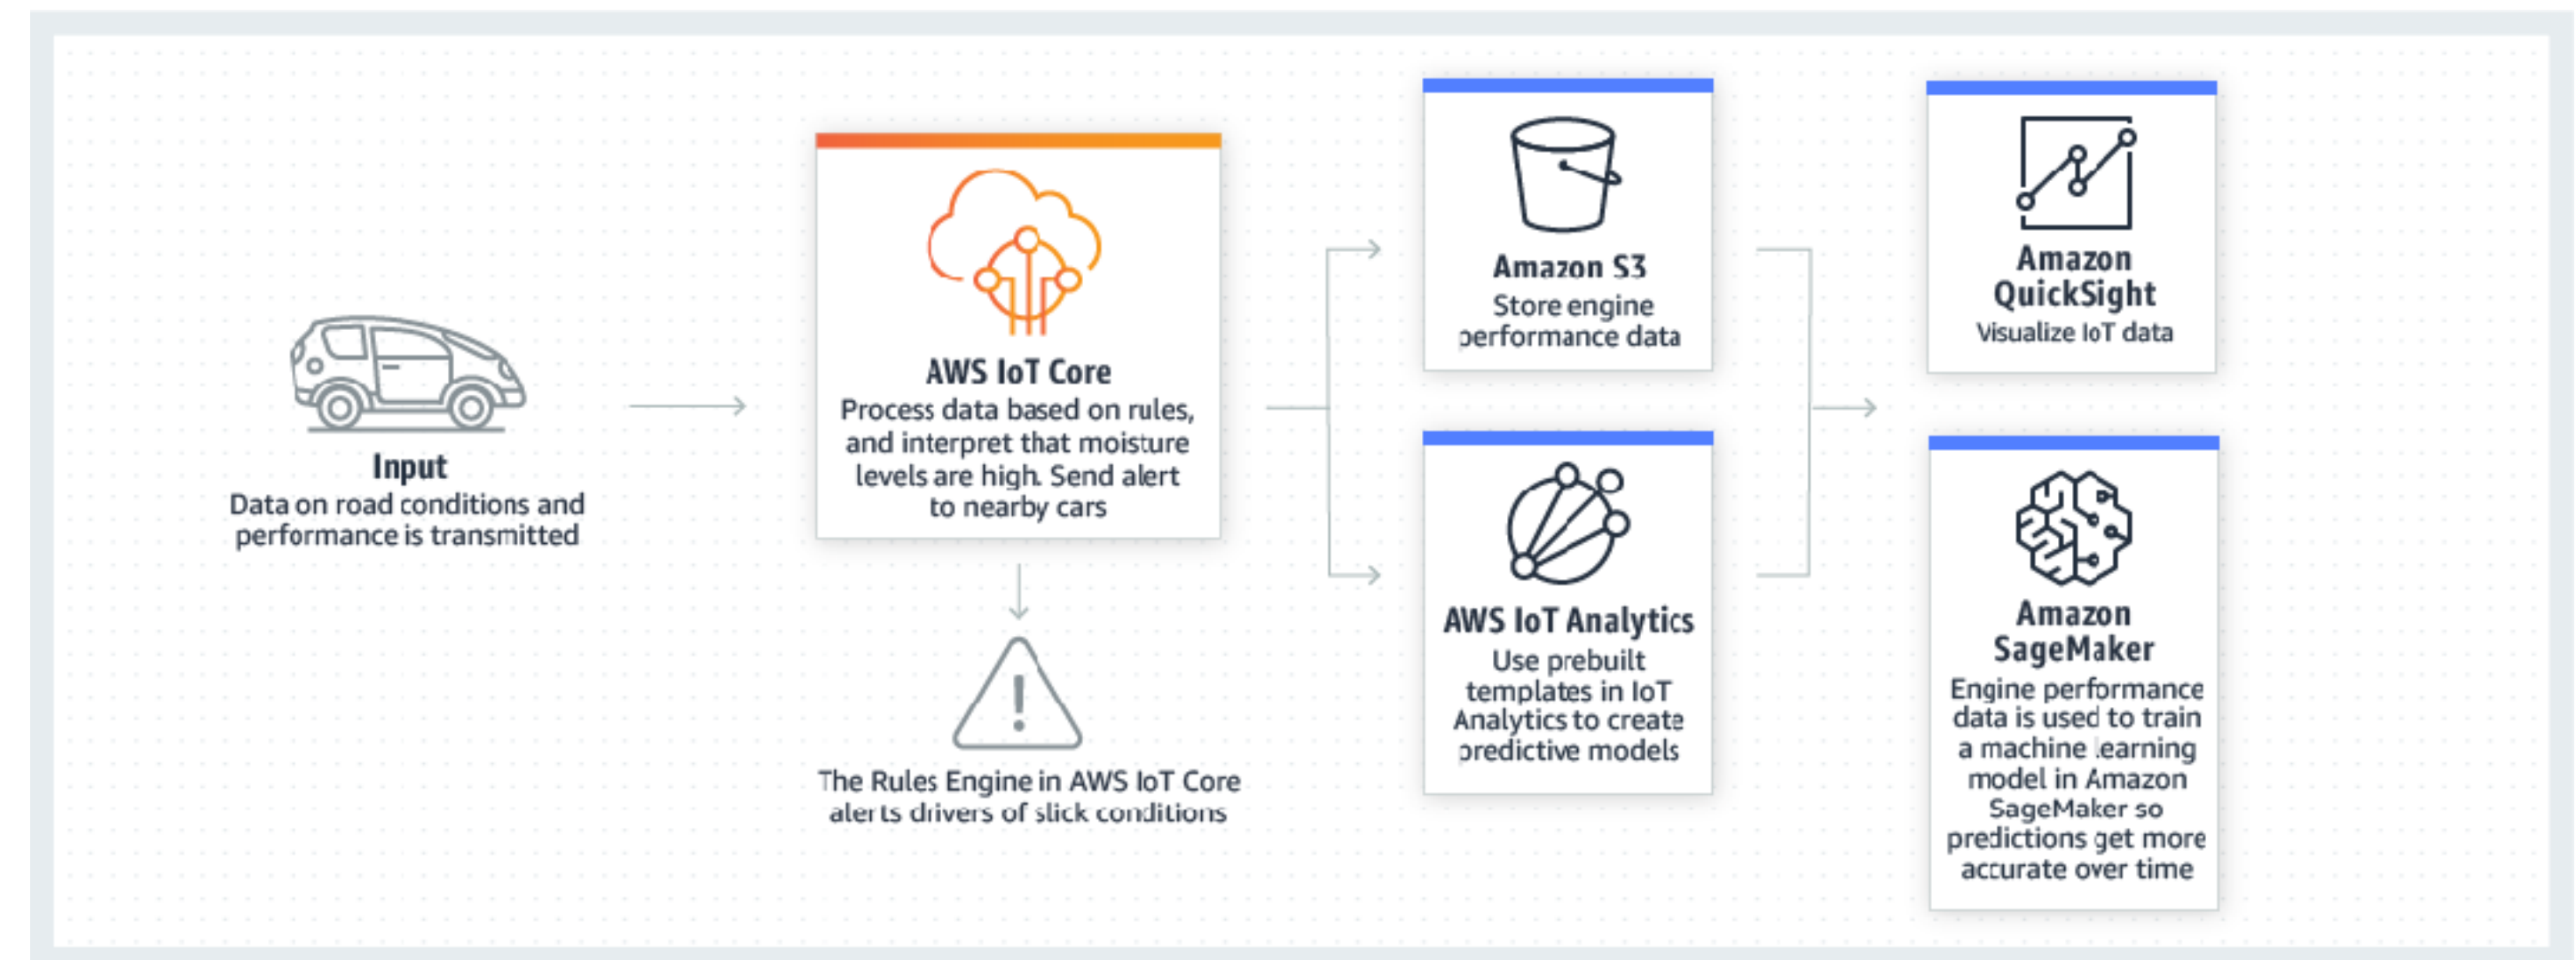 Input
Data on road conditions and
performance is transmitted
AWS IoT Core
Process data based on rules,
and interpret that moisture
levels are high. Send alert
to nearby cars
The Rules Engine in AWS IoT Core
alerts drivers of slick conditions
Amazon S3
Store engine
performance data
AWS IoT Analytics
Use prebuilt
templates in IoT
Analytics to create
predictive models
Amazon
QuickSight
Visualize IoT data
Amazon
SageMaker
Engine performance
data is used to train
a machine learning
model in Amazon
SageMaker so
predictions get more
accurate over time